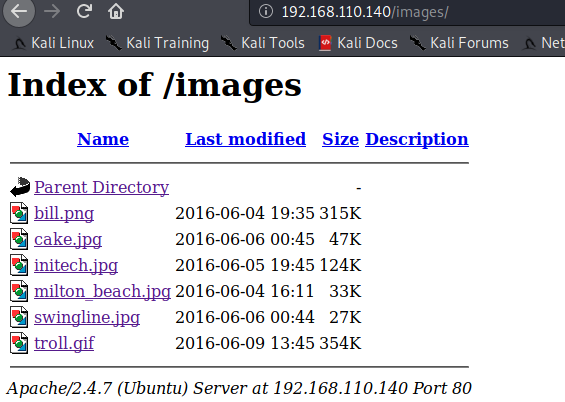 192.168.110.140/images/
Kali Linux Kali Training Kali Tools Kali Docs Kali Forums Net
Index of /images
Name Last modified Size Description
Parent Directory -
bill.png 2016-06-04 19:35 315K
cake.jpg 2016-06-06 00:45 47K
initech.jpg 2016-06-05 19:45 124K
milton_beach.jpg 2016-06-04 16:11 33K
swingline.jpg 2016-06-06 00:44 27K
troll.gif 2016-06-09 13:45 354K
Apache/2.4.7 (Ubuntu) Server at 192.168.110.140 Port 80